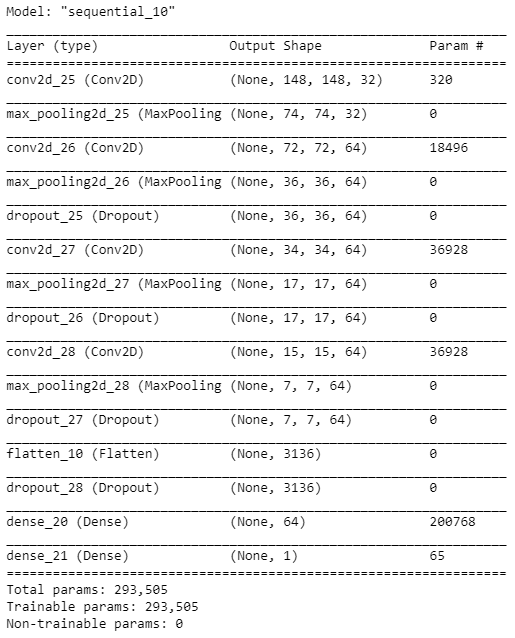 Model: "sequential_10"
Layer (type) Output Shape Param #
conv2d_25 (Conv2D) (None, 148, 148, 32) 320
max_pooling2d_25 (MaxPooling (None, 74, 74, 32) 0
conv2d_26 (Conv2D) (None, 72, 72, 64) 18496
max_pooling2d_26 (MaxPooling (None, 36, 36, 64) 0
dropout_25 (Dropout) (None, 36, 36, 64) 0
conv2d_27 (Conv2D) (None, 34, 34, 64) 36928
max_pooling2d_27 (MaxPooling (None, 17, 17, 64) 0
dropout_26 (Dropout) (None, 17, 17, 64) 0
conv2d_28 (Conv2D) (None, 15, 15, 64) 36928
max_pooling2d_28 (MaxPooling (None, 7, 7, 64) 0
dropout_27 (Dropout) (None, 7, 7, 64) 0
flatten_10 (Flatten) (None, 3136) 0
dropout_28 (Dropout) (None, 3136) 0
dense_20 (Dense) (None, 64) 200768
dense_21 (Dense) (None, 1) 65
Total params: 293,505
Trainable params: 293,505
Non-trainable params: 0